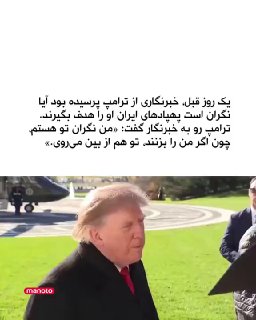 یک روز قبل، خبرنگاری از ترامپ پرسیده بود آیا
نگران است پهپادهای ایران او را هدف بگیرند.
ترامپ رو به خبرنگار گفت: «من نگران تو هستم،
چون اگر من را بزنند، تو هم از بین می‌روی.»
manoto